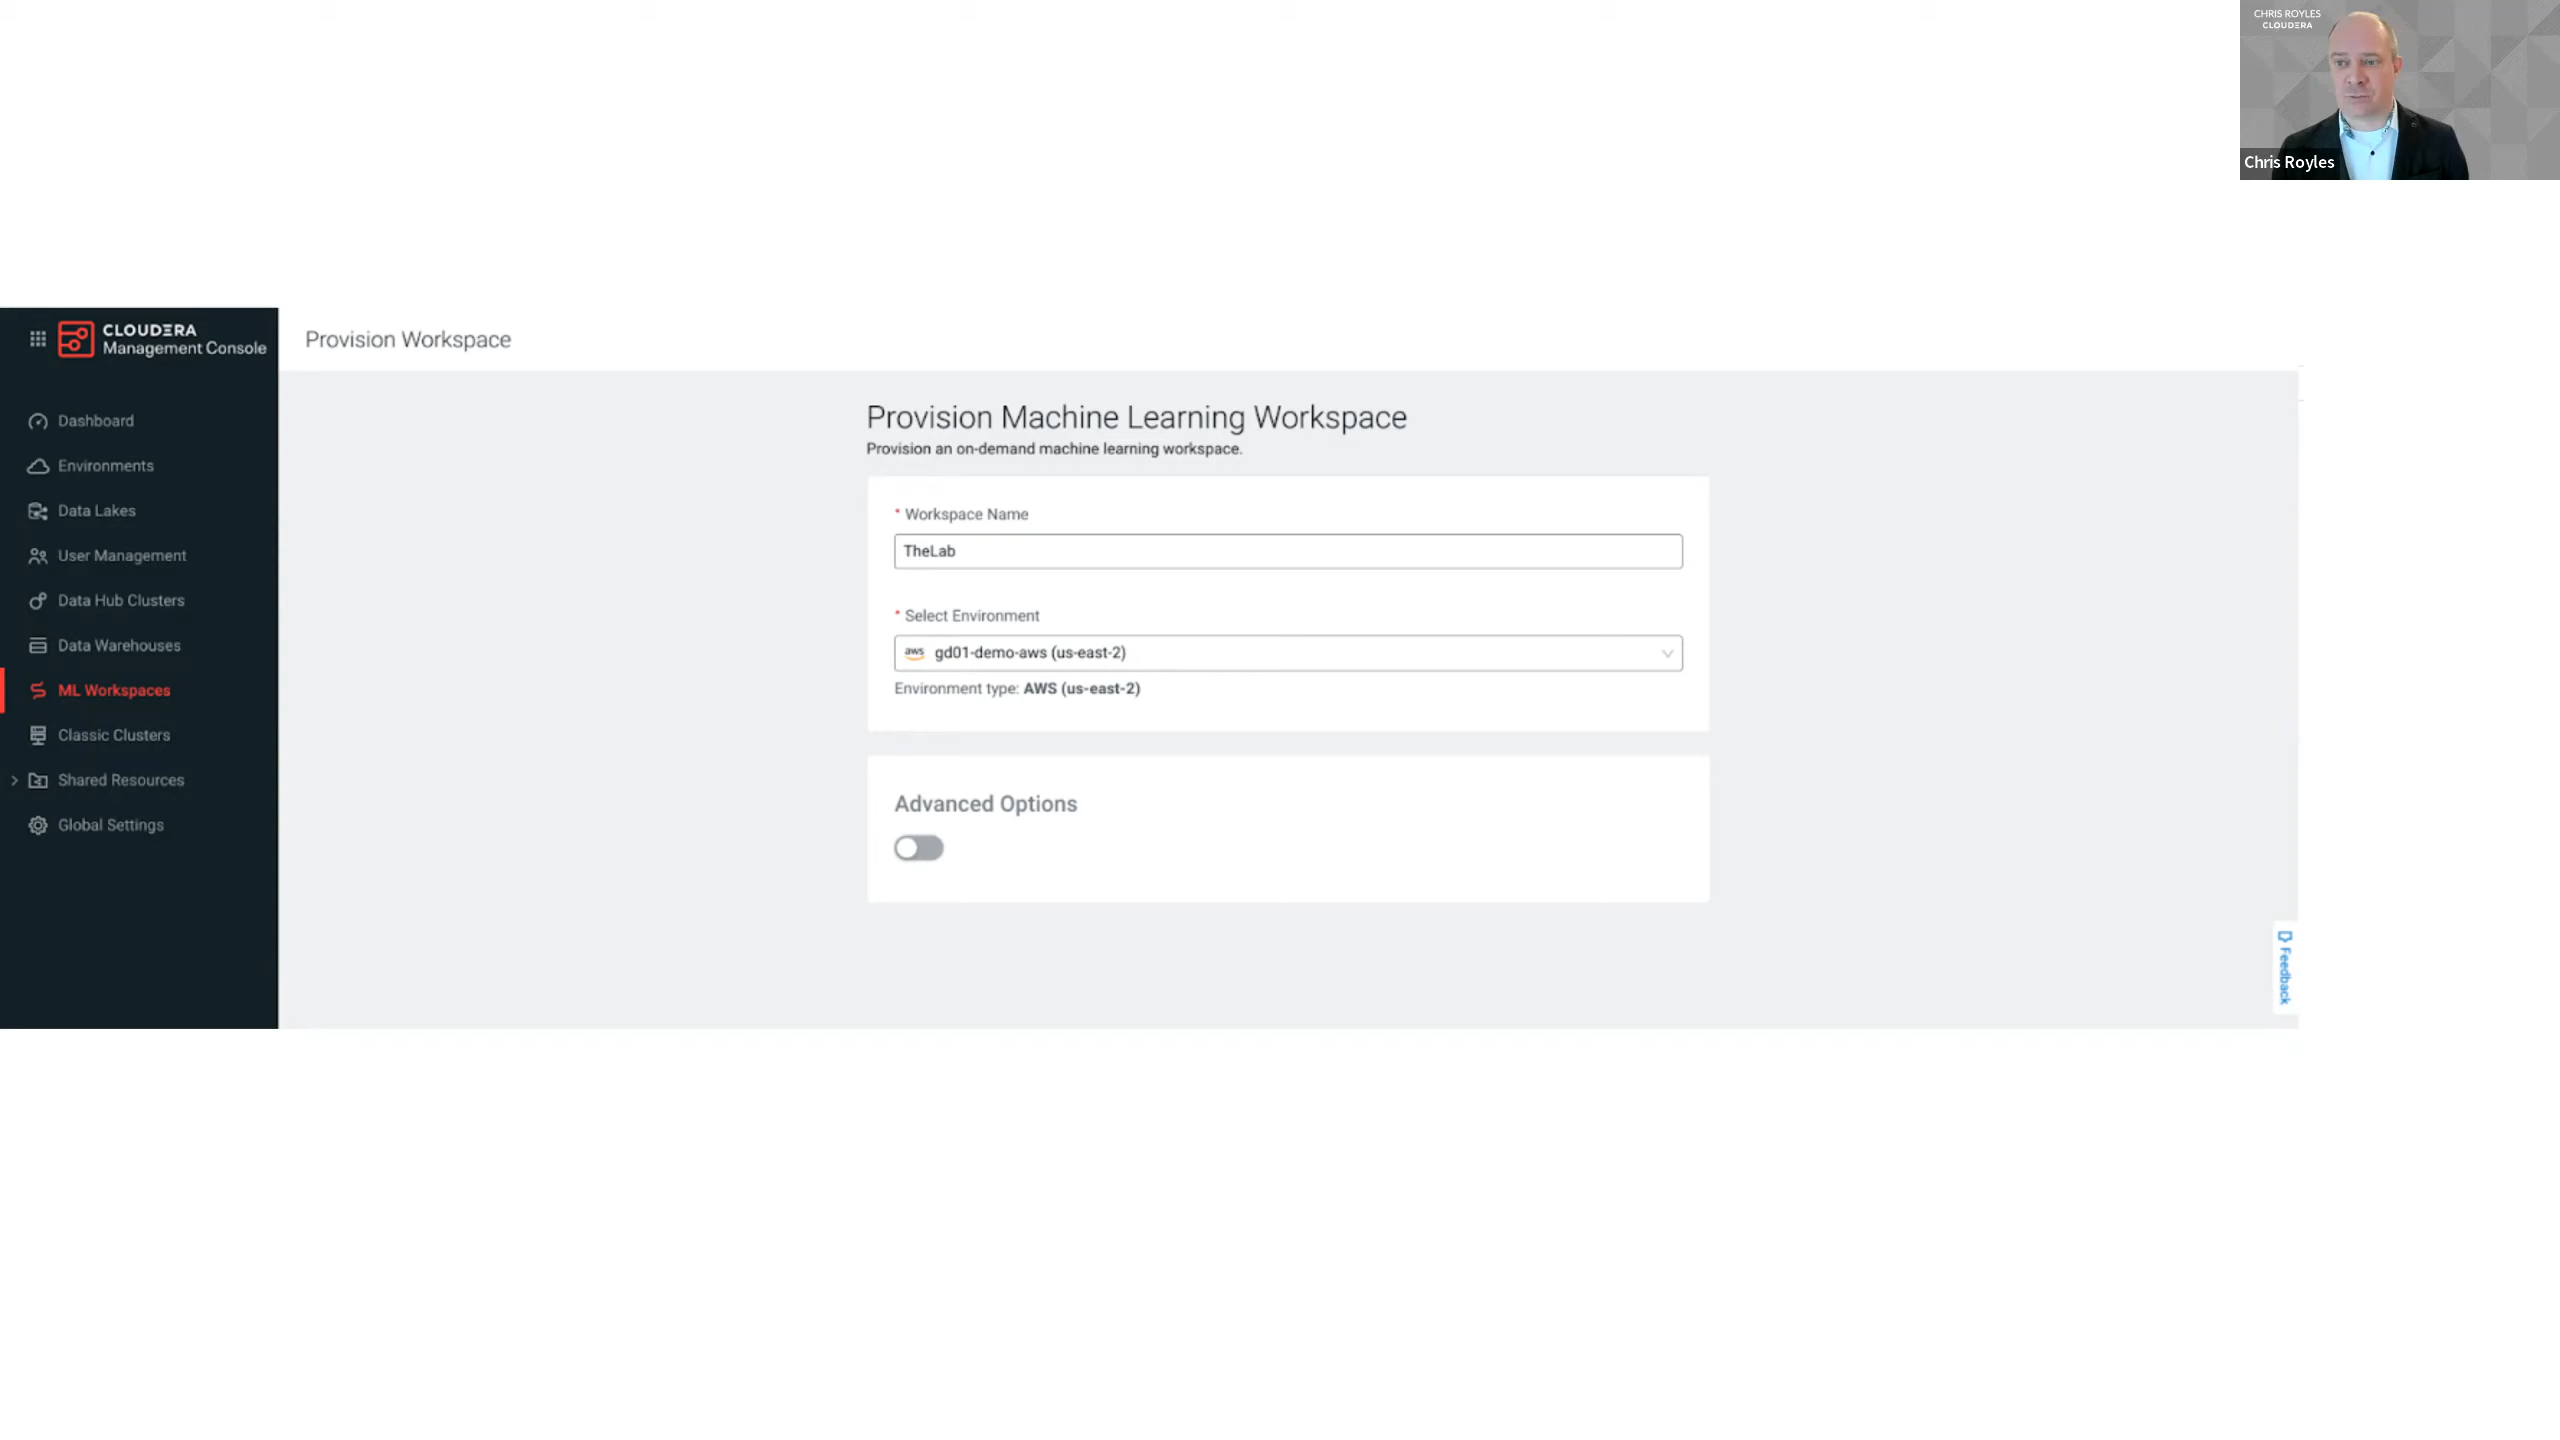 CHRIS ROYLES
CLOUDERA
Chris Royles
CLOUDERA
Management Console
Dashboard
Environments
Data Lakes
User Management
Data Hub Clusters
Data Warehouses
ML Workspaces
Classic Clusters
Shared Resources
Global Settings
Provision Workspace
Provision Machine Learning Workspace
Provision an on-demand machine learning workspace.
* Workspace Name
TheLab
* Select Environment
aws gd01-demo-aws (us-east-2)
Environment type: AWS (us-east-2)
Advanced Options
Feedback